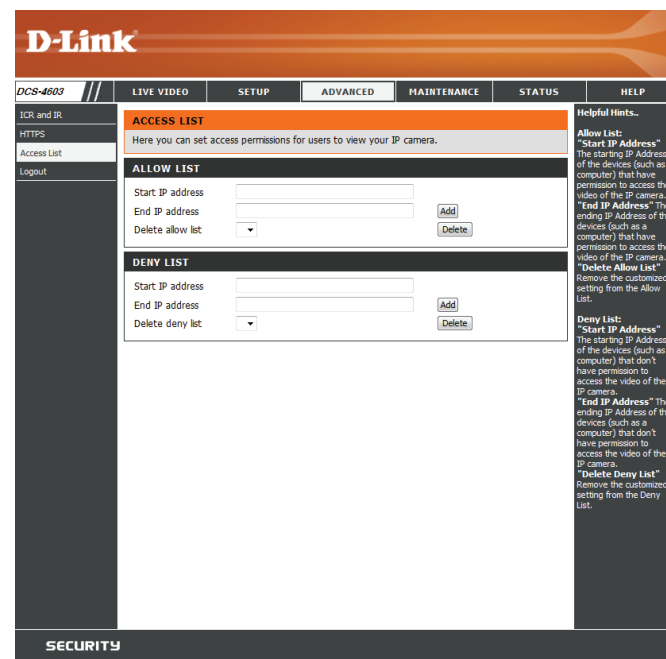 D-Link
DCS-4603 // LIVE VIDEO SETUP ADVANCED MAINTENANCE STATUS HELP
ICR and IR
HTTPS
Access List
Logout
ACCESS LIST
Here you can set access permissions for users to view your IP camera.
ALLOW LIST
Start IP address
End IP address Add
Delete allow list Delete
DENY LIST
Start IP address
End IP address Add
Delete deny list Delete
Helpful Hints..
Allow List:
"Start IP Address"
The starting IP Address
of the devices (such as
computer) that have
permission to access the
video of the IP camera.
"End IP Address" The
ending IP Address of th
devices (such as a
computer) that have
permission to access the
video of the IP camera.
"Delete Allow List"
Remove the customized
setting from the Allow
List.
Deny List:
"Start IP Address"
The starting IP Address
of the devices (such as
computer) that don't
have permission to
access the video of the
IP camera.
"End IP Address" The
ending IP Address of th
devices (such as a
computer) that don't
have permission to
access the video of the
IP camera.
"Delete Deny List"
Remove the customized
setting from the Deny
List.
SECURITY